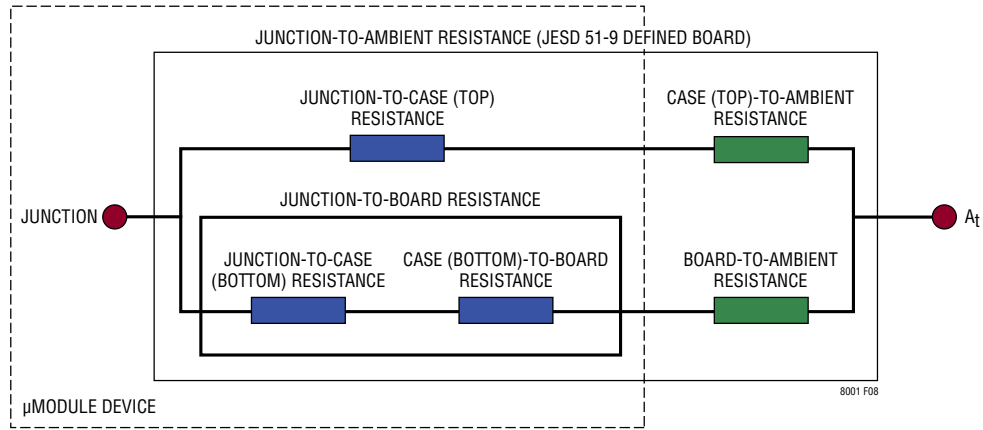 JUNCTION-TO-AMBIENT RESISTANCE (JESD 51-9 DEFINED BOARD)
JUNCTION-TO-CASE (TOP)
RESISTANCE
CASE (TOP)-TO-AMBIENT
RESISTANCE
JUNCTION-TO-BOARD RESISTANCE
JUNCTION
At
JUNCTION-TO-CASE
(BOTTOM) RESISTANCE
CASE (BOTTOM)-TO-BOARD
RESISTANCE
BOARD-TO-AMBIENT
RESISTANCE
8001 F08
µMODULE DEVICE